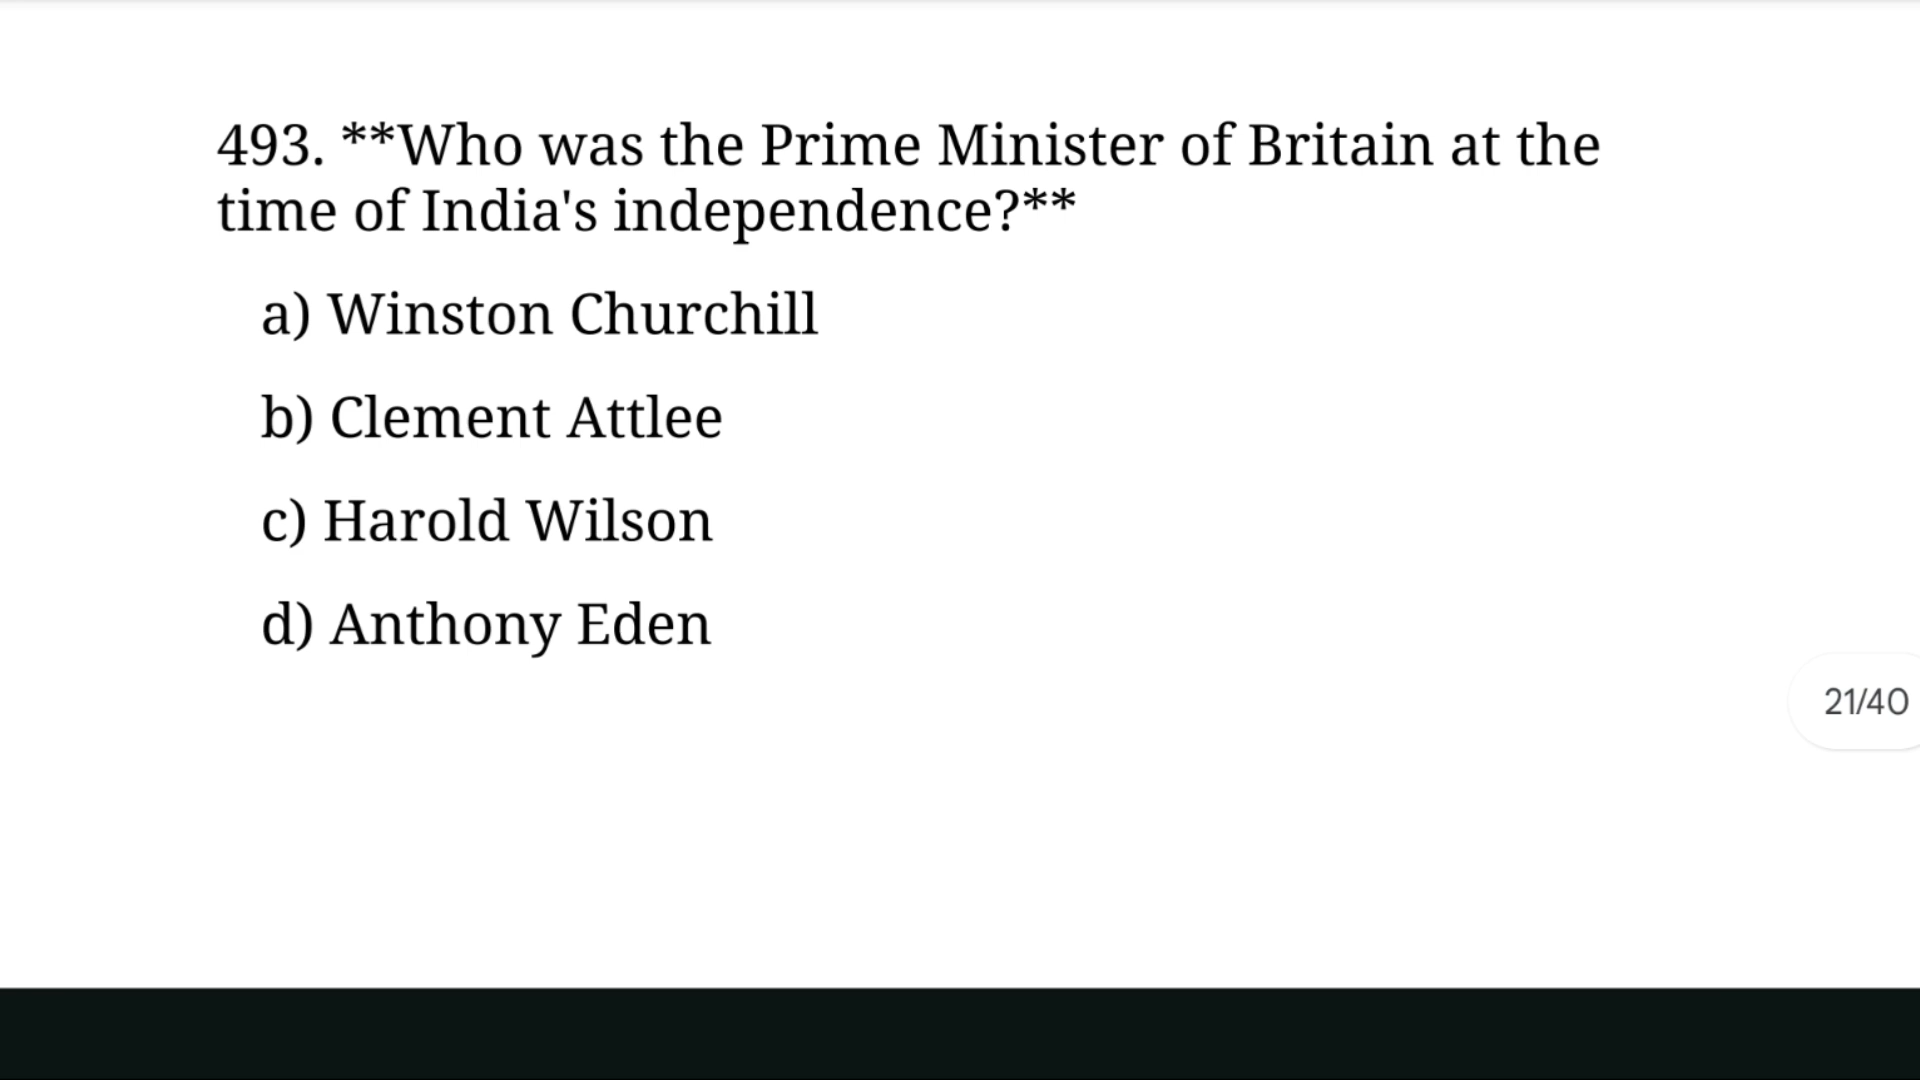 493. **Who was the Prime Minister of Britain at the
time of India's independence?**
a) Winston Churchill
b) Clement Attlee
c) Harold Wilson
d) Anthony Eden
21/40